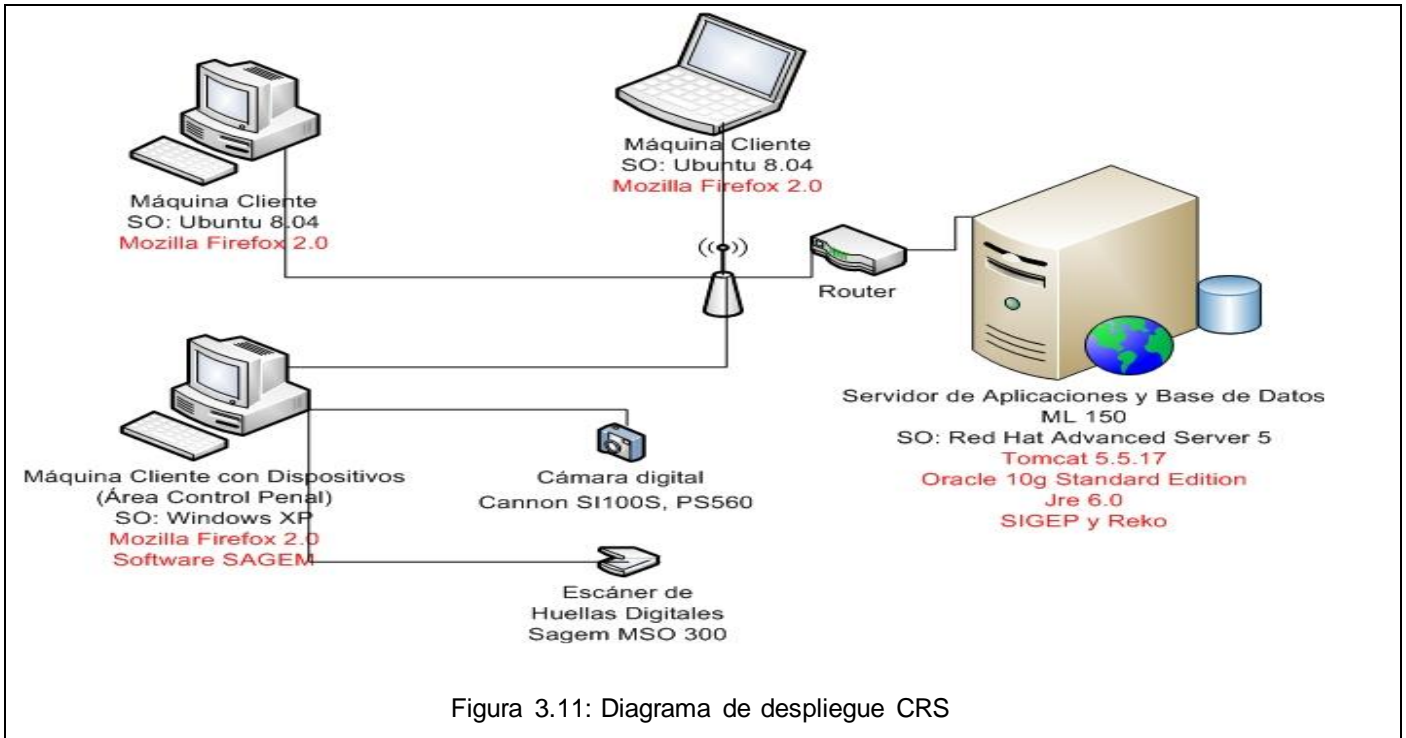 Máquina Cliente
SO: Ubuntu 8.04
Mozilla Firefox 2.0
Máquina Cliente
SO: Ubuntu 8.04
Mozilla Firefox 2.0
Router
Servidor de Aplicaciones y Base de Datos
ML 150
SO: Red Hat Advanced Server 5
Tomcat 5.5.17
Oracle 10g Standard Edition
Jre 6.0
SIGEP y Reko
Máquina Cliente con Dispositivos
(Área Control Penal)
SO: Windows XP
Mozilla Firefox 2.0
Software SAGEM
Cámara digital
Cannon SI100S, PS560
Escáner de
Huellas Digitales
Sagem MSO 300
Figura 3.11: Diagrama de despliegue CRS